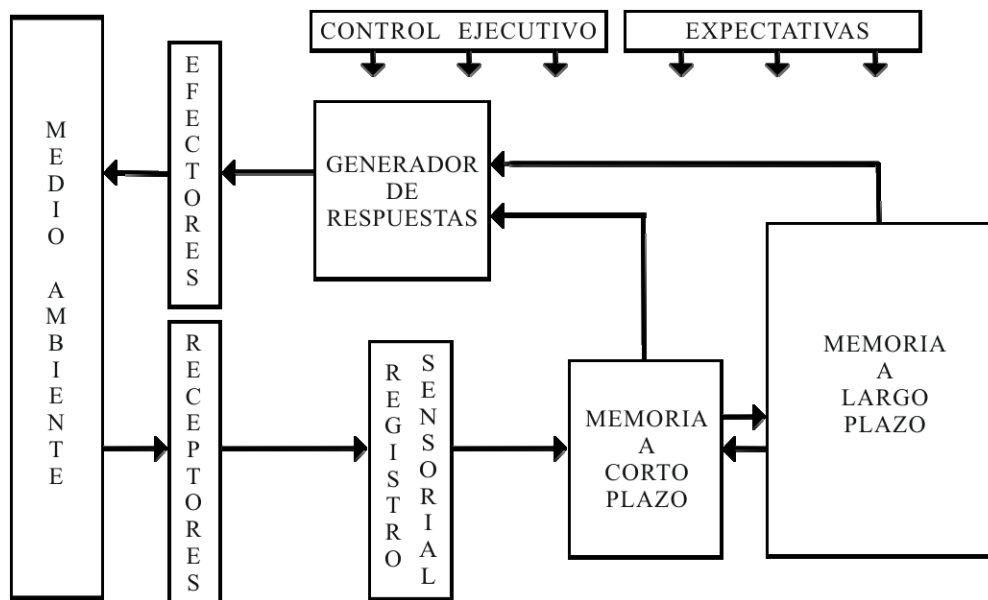 CONTROL EJECUTIVO
EXPECTATIVAS
MEDIO AMBIENTE
EFECTORES
GENERADOR
DE
RESPUESTAS
RECEPTORES
REGISTRO
SENSORIAL
MEMORIA
A
CORTO
PLAZO
MEMORIA
A
LARGO
PLAZO